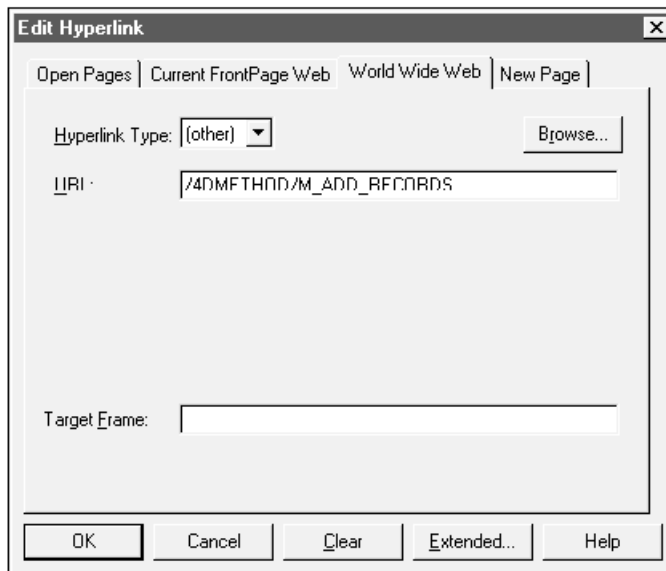 Edit Hyperlink
Open Pages Current FrontPage Web World Wide Web New Page
Hyperlink Type: (other) Browse...
URL: /4DMETHOD/M_ADD_RECORDS
Target Frame:
OK Cancel Clear Extended... Help